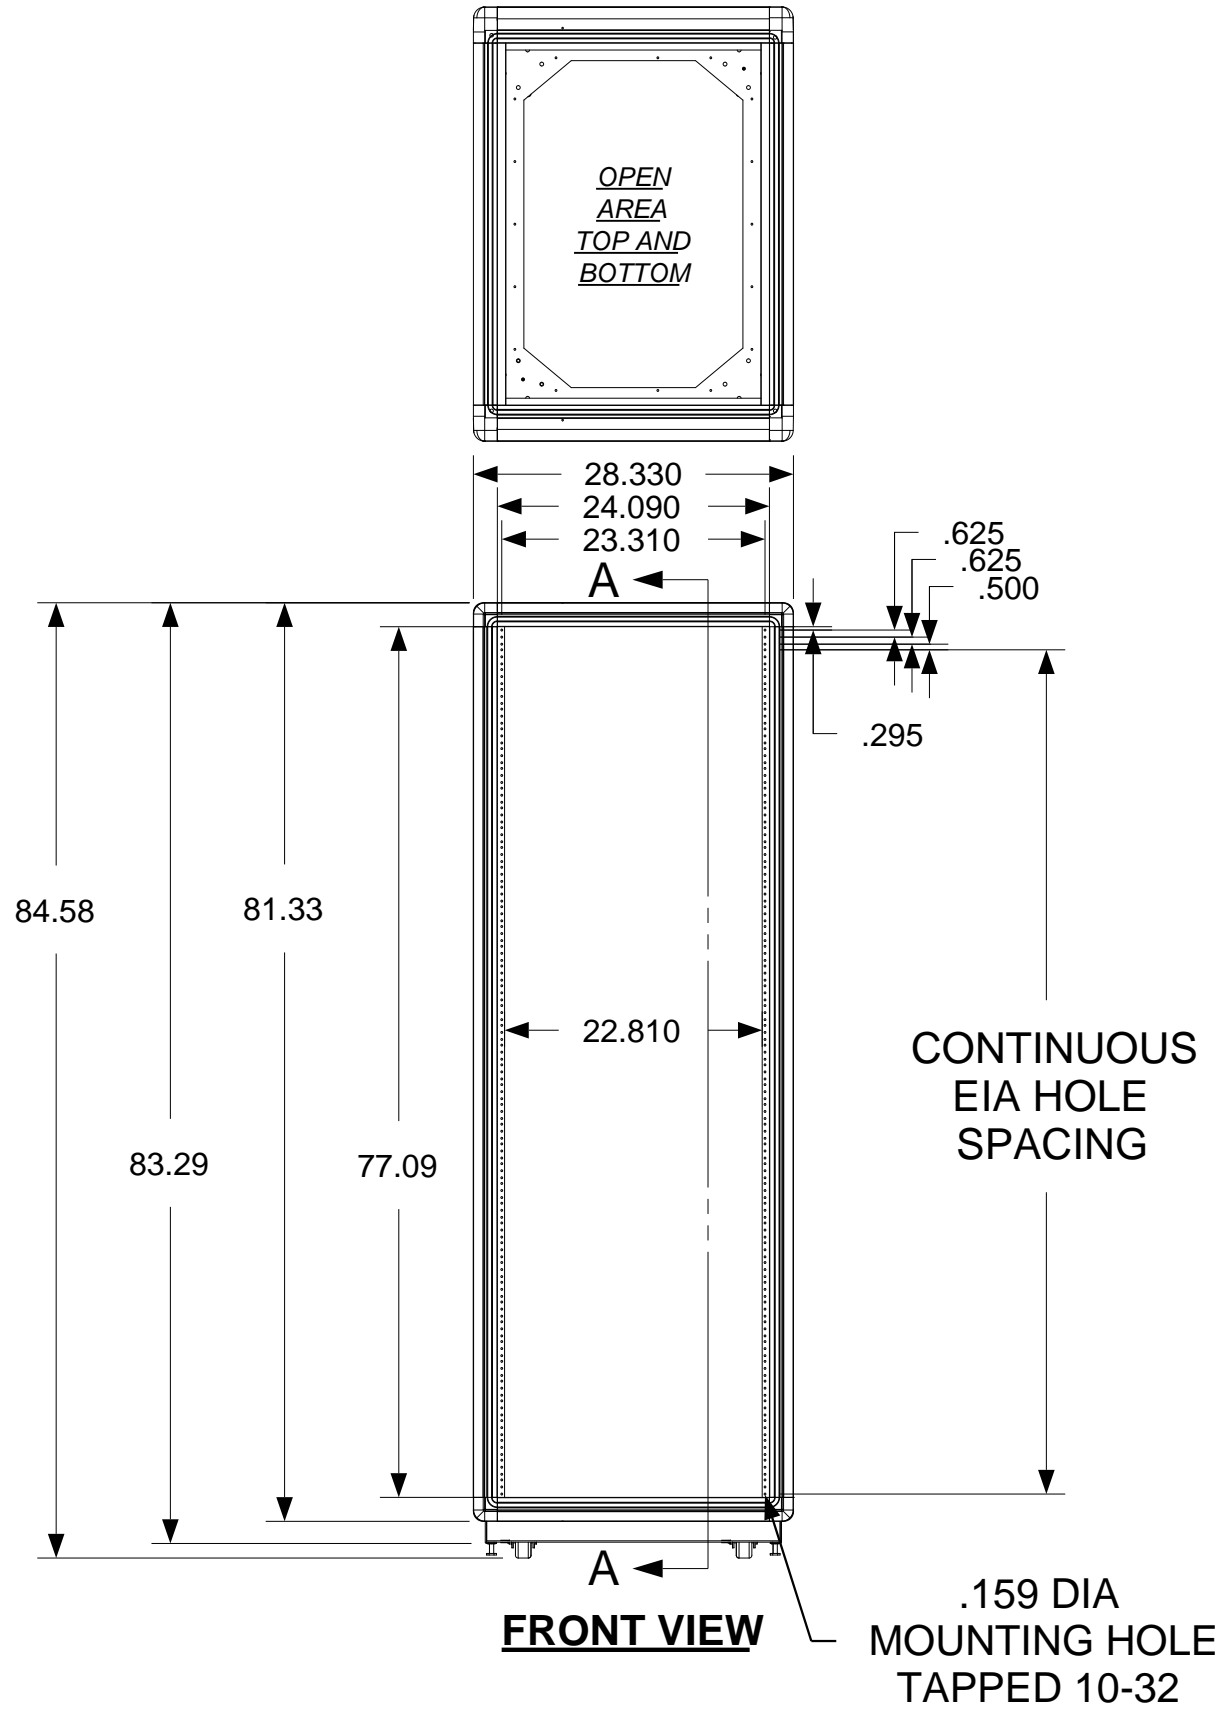 OPEN
AREA
TOP AND
BOTTOM
28.330
24.090
23.310
.625
.625
.500
A
.295
84.58
81.33
22.810
CONTINUOUS
EIA HOLE
SPACING
83.29
77.09
A
FRONT VIEW
.159 DIA
MOUNTING HOLE
TAPPED 10-32